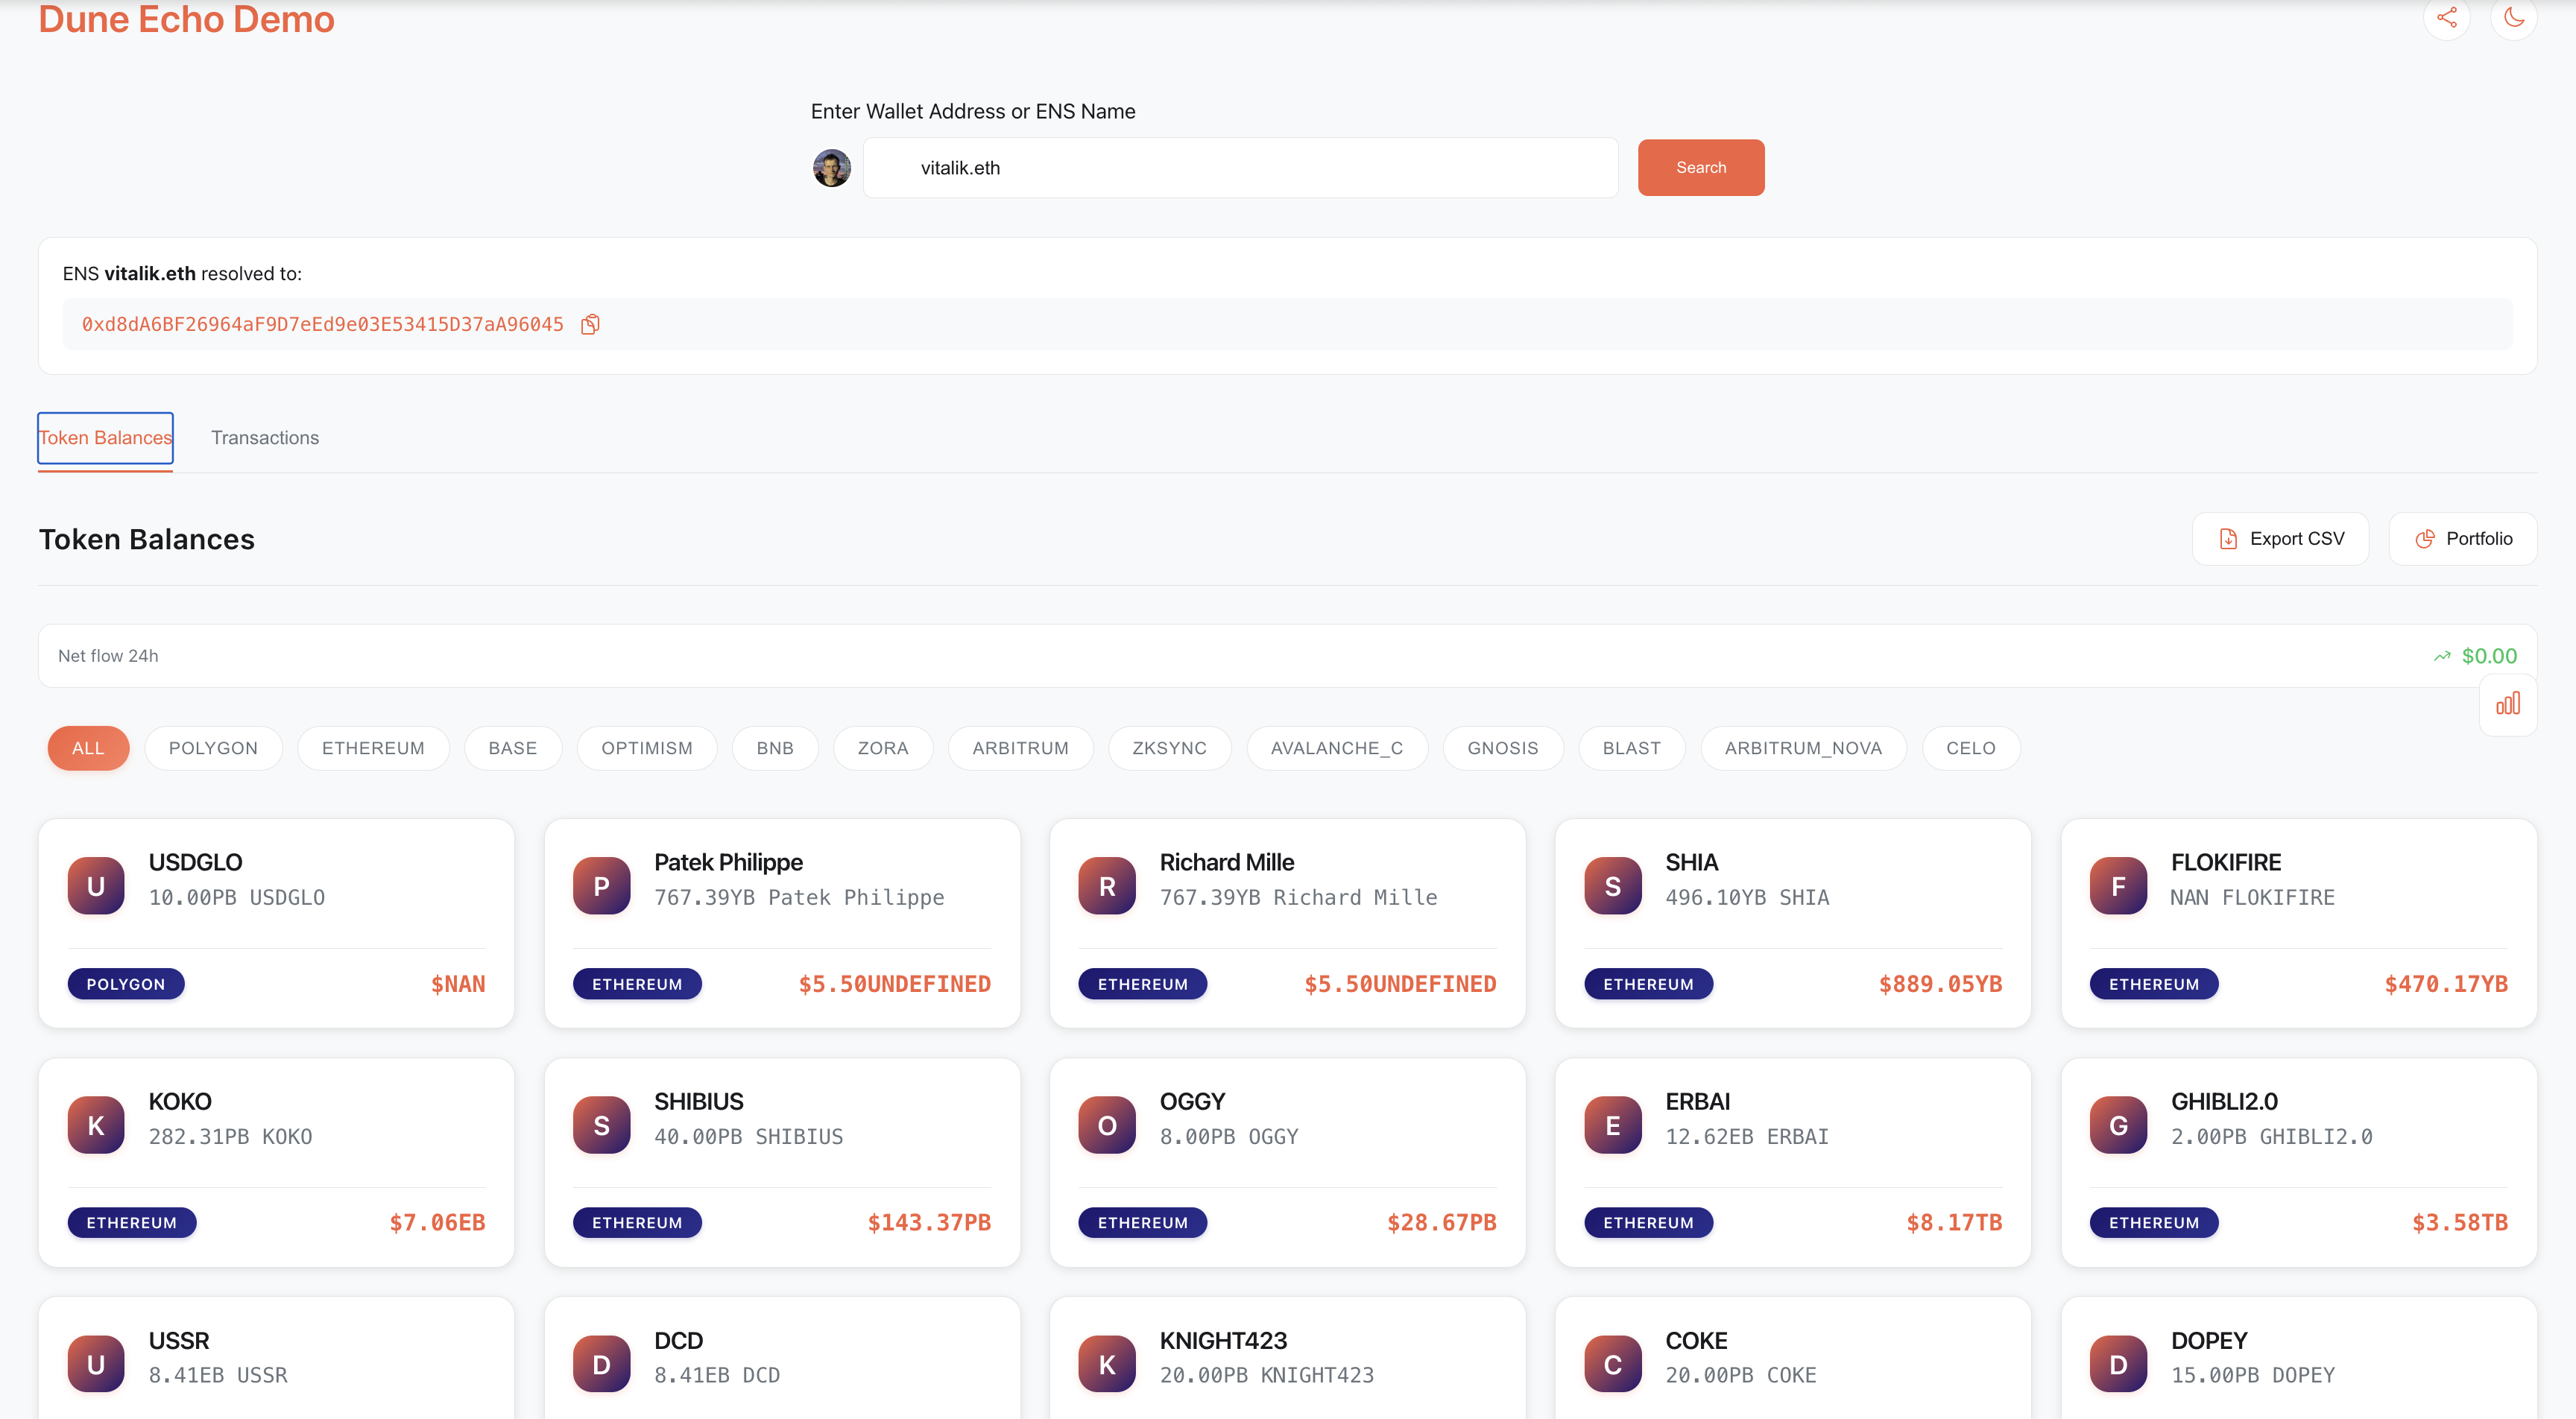 Dune Echo Demo
Enter Wallet Address or ENS Name
vitalik.eth
Search
ENS vitalik.eth resolved to:
0xd8dA6BF26964aF9D7eEd9e03E53415D37aA96045
Token Balances Transactions
Token Balances
Export CSV
Portfolio
Net flow 24h
$0.00
ALL POLYGON ETHEREUM BASE OPTIMISM BNB ZORA ARBITRUM ZKSYNC AVALANCHE_C GNOSIS BLAST ARBITRUM_NOVA CELO
U
USDGLO
10.00PB USDGLO
POLYGON
$NAN
P
Patek Philippe
767.39YB Patek Philippe
ETHEREUM
$5.50UNDEFINED
R
Richard Mille
767.39YB Richard Mille
ETHEREUM
$5.50UNDEFINED
S
SHIA
496.10YB SHIA
ETHEREUM
$889.05YB
F
FLOKIFIRE
NAN FLOKIFIRE
ETHEREUM
$470.17YB
K
KOKO
282.31PB KOKO
ETHEREUM
$7.06EB
S
SHIBIUS
40.00PB SHIBIUS
ETHEREUM
$143.37PB
O
OGGY
8.00PB OGGY
ETHEREUM
$28.67PB
E
ERBAI
12.62EB ERBAI
ETHEREUM
$8.17TB
G
GHIBLI2.0
2.00PB GHIBLI2.0
ETHEREUM
$3.58TB
U
USSR
8.41EB USSR
D
DCD
8.41EB DCD
K
KNIGHT423
20.00PB KNIGHT423
C
COKE
20.00PB COKE
D
DOPEY
15.00PB DOPEY